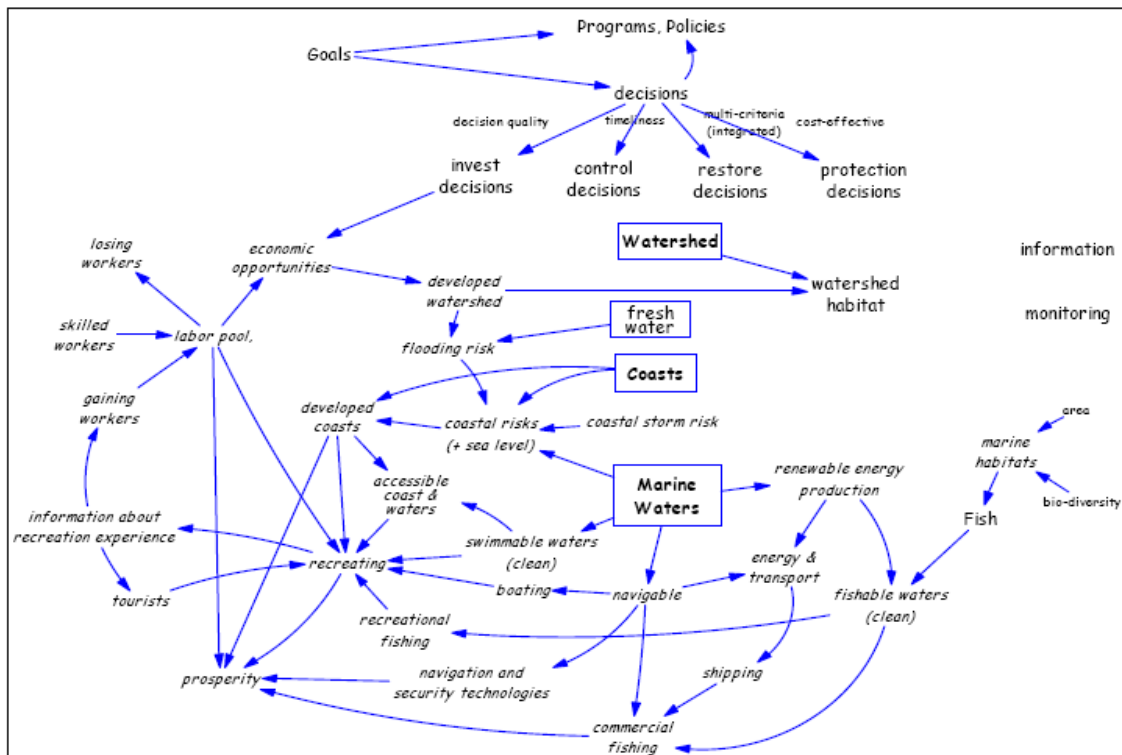 Programs, Policies
Goals
decisions
decision quality
timeliness
multi-criteria
(integrated)
cost-effective
invest
decisions
control
decisions
restore
decisions
protection
decisions
losing
workers
economic
opportunities
Watershed
information
developed
watershed
watershed
habitat
fresh
water
monitoring
skilled
workers
labor pool,
flooding risk
Coasts
gaining
workers
developed
coasts
coastal risks
(+ sea level)
coastal storm risk
area
marine
habitats
accessible
coast &
waters
Marine
Waters
renewable energy
production
bio-diversity
information about
recreation experience
Fish
swimmable waters
(clean)
energy &
transport
recreating
tourists
boating
navigable
fishable waters
(clean)
recreational
fishing
prosperity
navigation and
security technologies
shipping
commercial
fishing